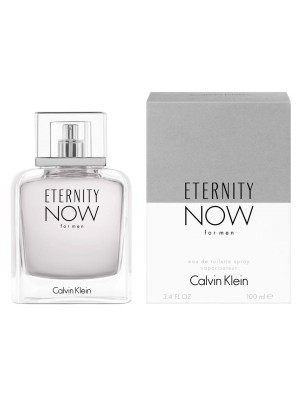 ETERNITY
NOW
for men
Calvin Klein
ETERNITY
NOW
for men
eau de toilette spray
vaporisateur
Calvin Klein
3.4 FL OZ 100 ml e